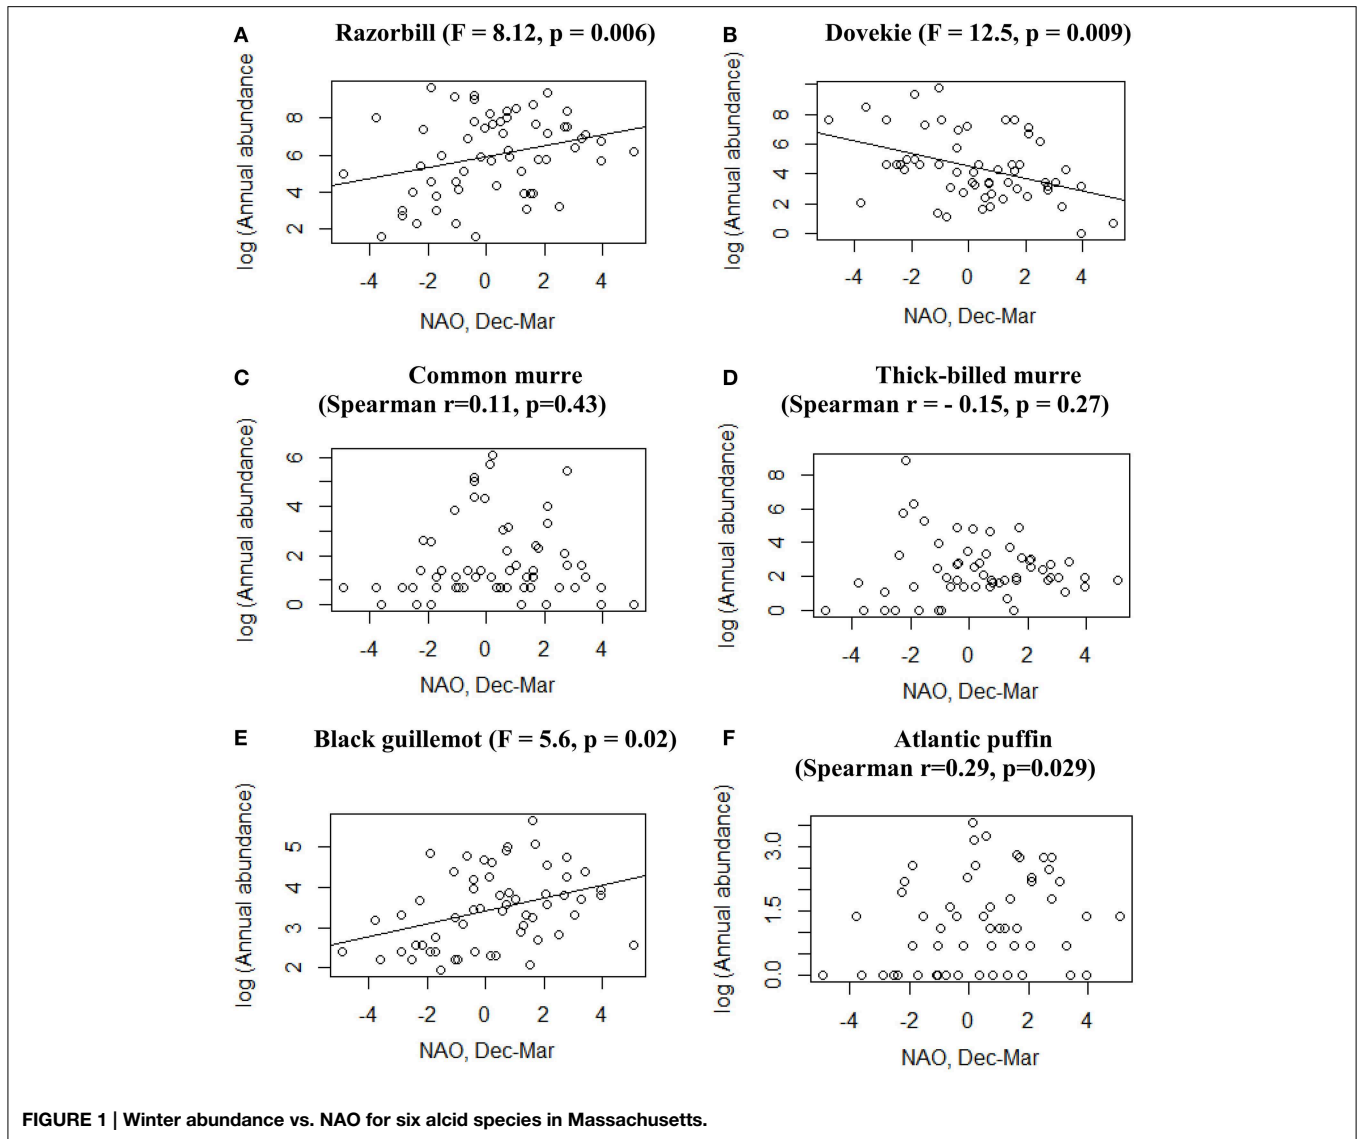 A
Razorbill (F = 8.12, p = 0.006)
log (Annual abundance
8
6
4
2
-4
-2
0
2
4
NAO, Dec-Mar
B
Dovekie (F = 12.5, p = 0.009)
log (Annual abundance)
8
6
4
2
0
-4
-2
0
2
4
NAO, Dec-Mar
C
Common murre
(Spearman r=0.11, p=0.43)
log (Annual abundance)
6
4
2
0
-4
-2
0
2
4
NAO, Dec-Mar
D
Thick-billed murre
(Spearman r = - 0.15, p = 0.27)
log (Annual abundance)
8
6
4
2
0
-4
-2
0
2
4
NAO, Dec-Mar
E
Black guillemot (F = 5.6, p = 0.02)
log (Annual abundance)
5
4
3
2
-4
-2
0
2
4
NAO, Dec-Mar
F
Atlantic puffin
(Spearman r=0.29, p=0.029)
log (Annual abundance)
3.0
1.5
0.0
-4
-2
0
2
4
NAO, Dec-Mar
FIGURE 1 | Winter abundance vs. NAO for six alcid species in Massachusetts.